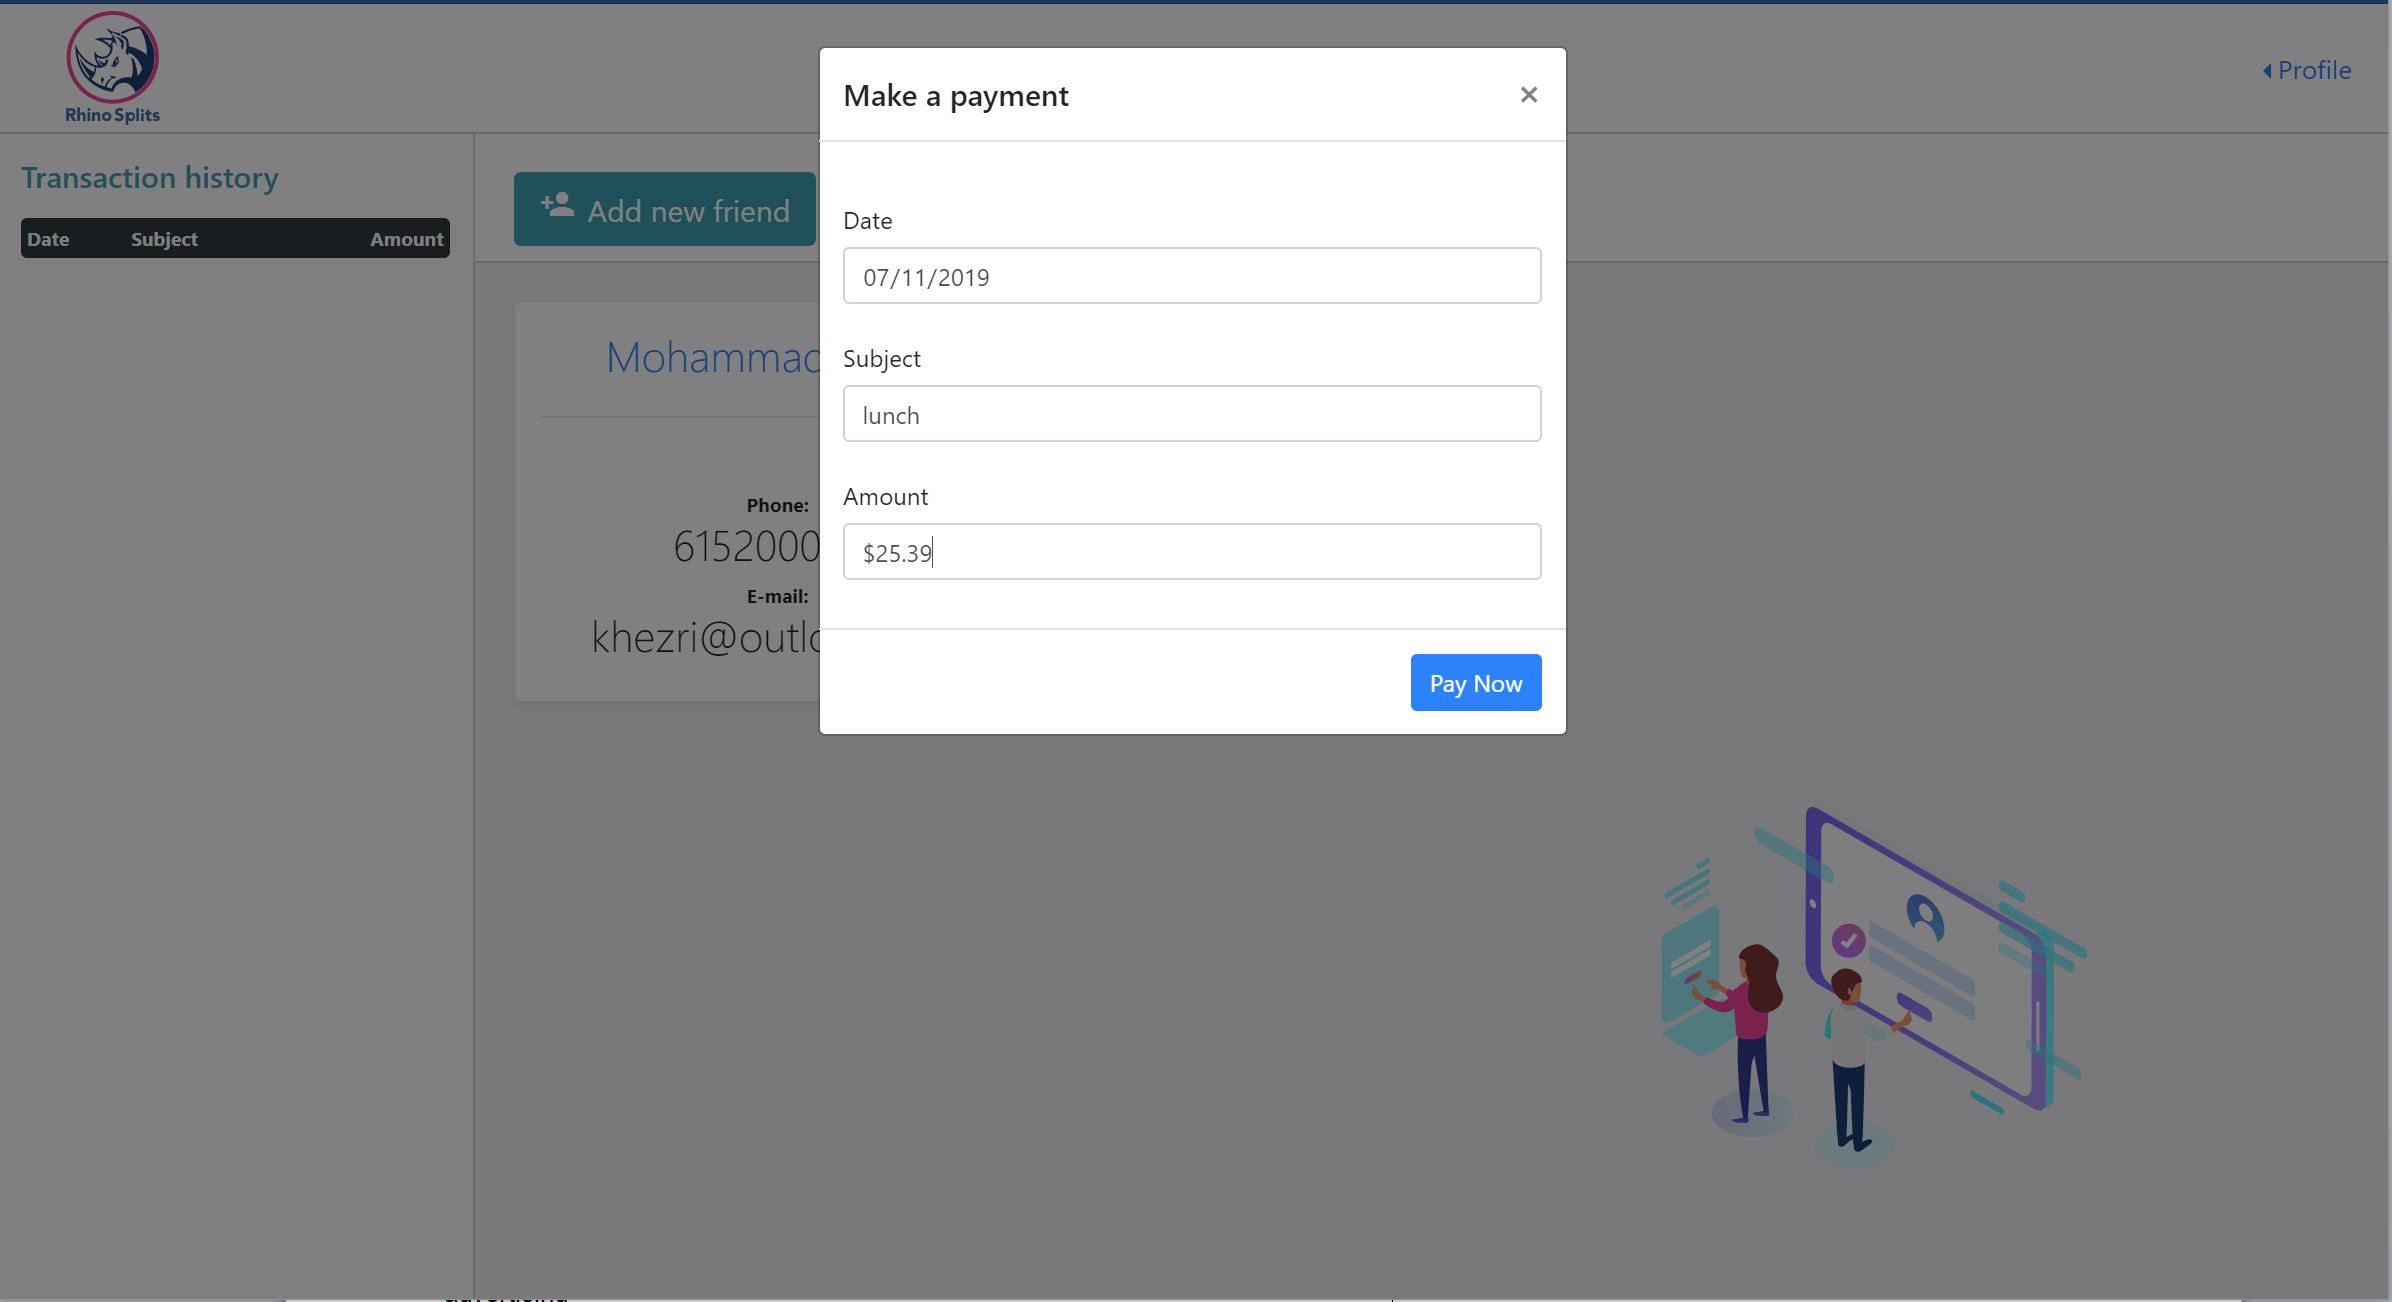 Rhino Splits
Profile
Transaction history
Date Subject Amount
Add new friend
Mohammad
Phone:
6152000
E-mail:
khezri@outlo
Make a payment
×
Date
07/11/2019
Subject
lunch
Amount
$25.39
Pay Now